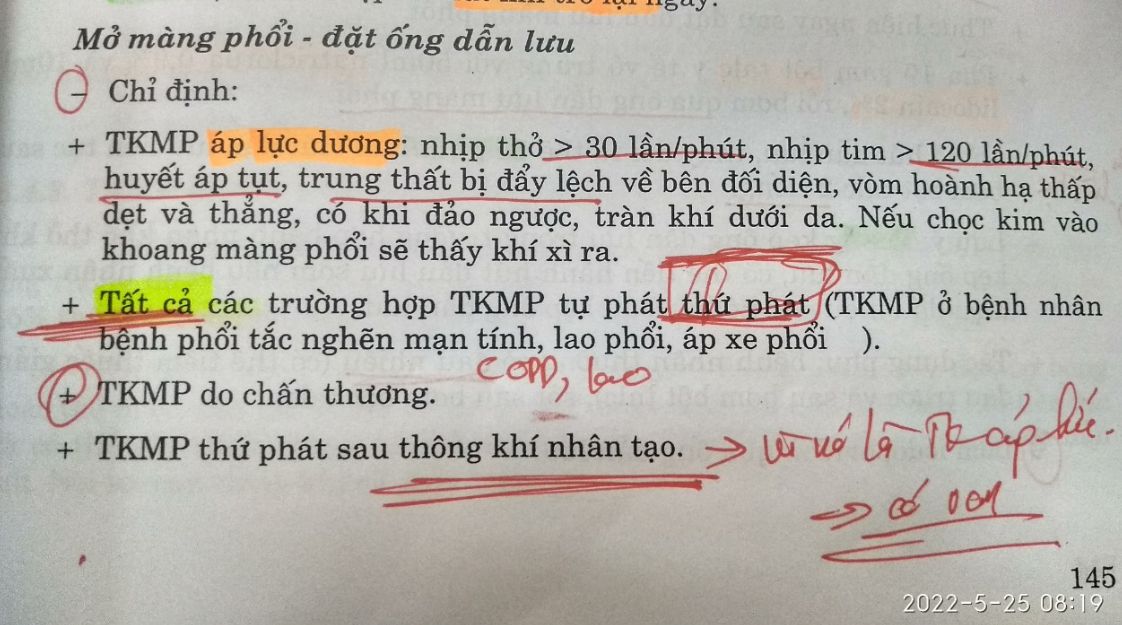 Mở màng phổi - đặt ống dẫn lưu
– Chỉ định:
+ TKMP áp lực dương: nhịp thở > 30 lần/phút, nhịp tim > 120 lần/phút,
huyết áp tụt, trung thất bị đẩy lệch về bên đối diện, vòm hoành hạ thấp
dẹt và thẳng, có khi đảo ngược, tràn khí dưới da. Nếu chọc kim vào
khoang màng phổi sẽ thấy khí xì ra.
+ Tất cả các trường hợp TKMP tự phát thứ phát (TKMP ở bệnh nhân
bệnh phổi tắc nghẽn mạn tính, lao phổi, áp xe phổi ).
COPD, lao
+ TKMP do chấn thương.
+ TKMP thứ phát sau thông khí nhân tạo.
→ vì nó là TK áp lực.
→ có
145
2022-5-25 08:19